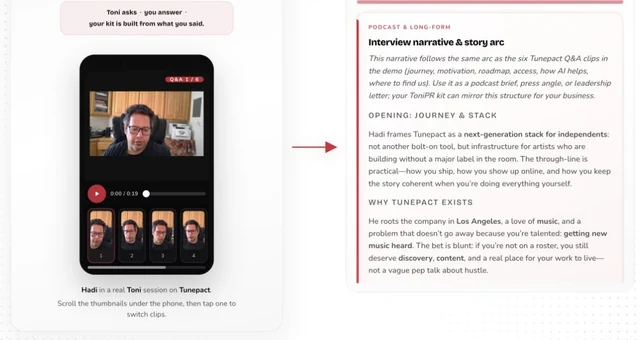 Toni asks · you answer ·
your kit is built from what you said.
Q&A 1 / 6
0:00 / 0:19
1
2
3
4
Hadi in a real Toni session on Tunepact.
Scroll the thumbnails under the phone, then tap one to
switch clips.
PODCAST & LONG-FORM
Interview narrative & story arc
This narrative follows the same arc as the six Tunepact Q&A clips in
the demo (journey, motivation, roadmap, access, how AI helps,
where to find us). Use it as a podcast brief, press angle, or leadership
letter; your ToniPR kit can mirror this structure for your business.
OPENING: JOURNEY & STACK
Hadi frames Tunepact as a next-generation stack for independents:
not another bolt-on tool, but infrastructure for artists who are
building without a major label in the room. The through-line is
practical—how you ship, how you show up online, and how you keep
the story coherent when you're doing everything yourself.
WHY TUNEPACT EXISTS
He roots the company in Los Angeles, a love of music, and a
problem that doesn't go away because you're talented: getting new
music heard. The bet is blunt: if you're not on a roster, you still
deserve discovery, content, and a real place for your work to live—
not a vague pep talk about hustle.